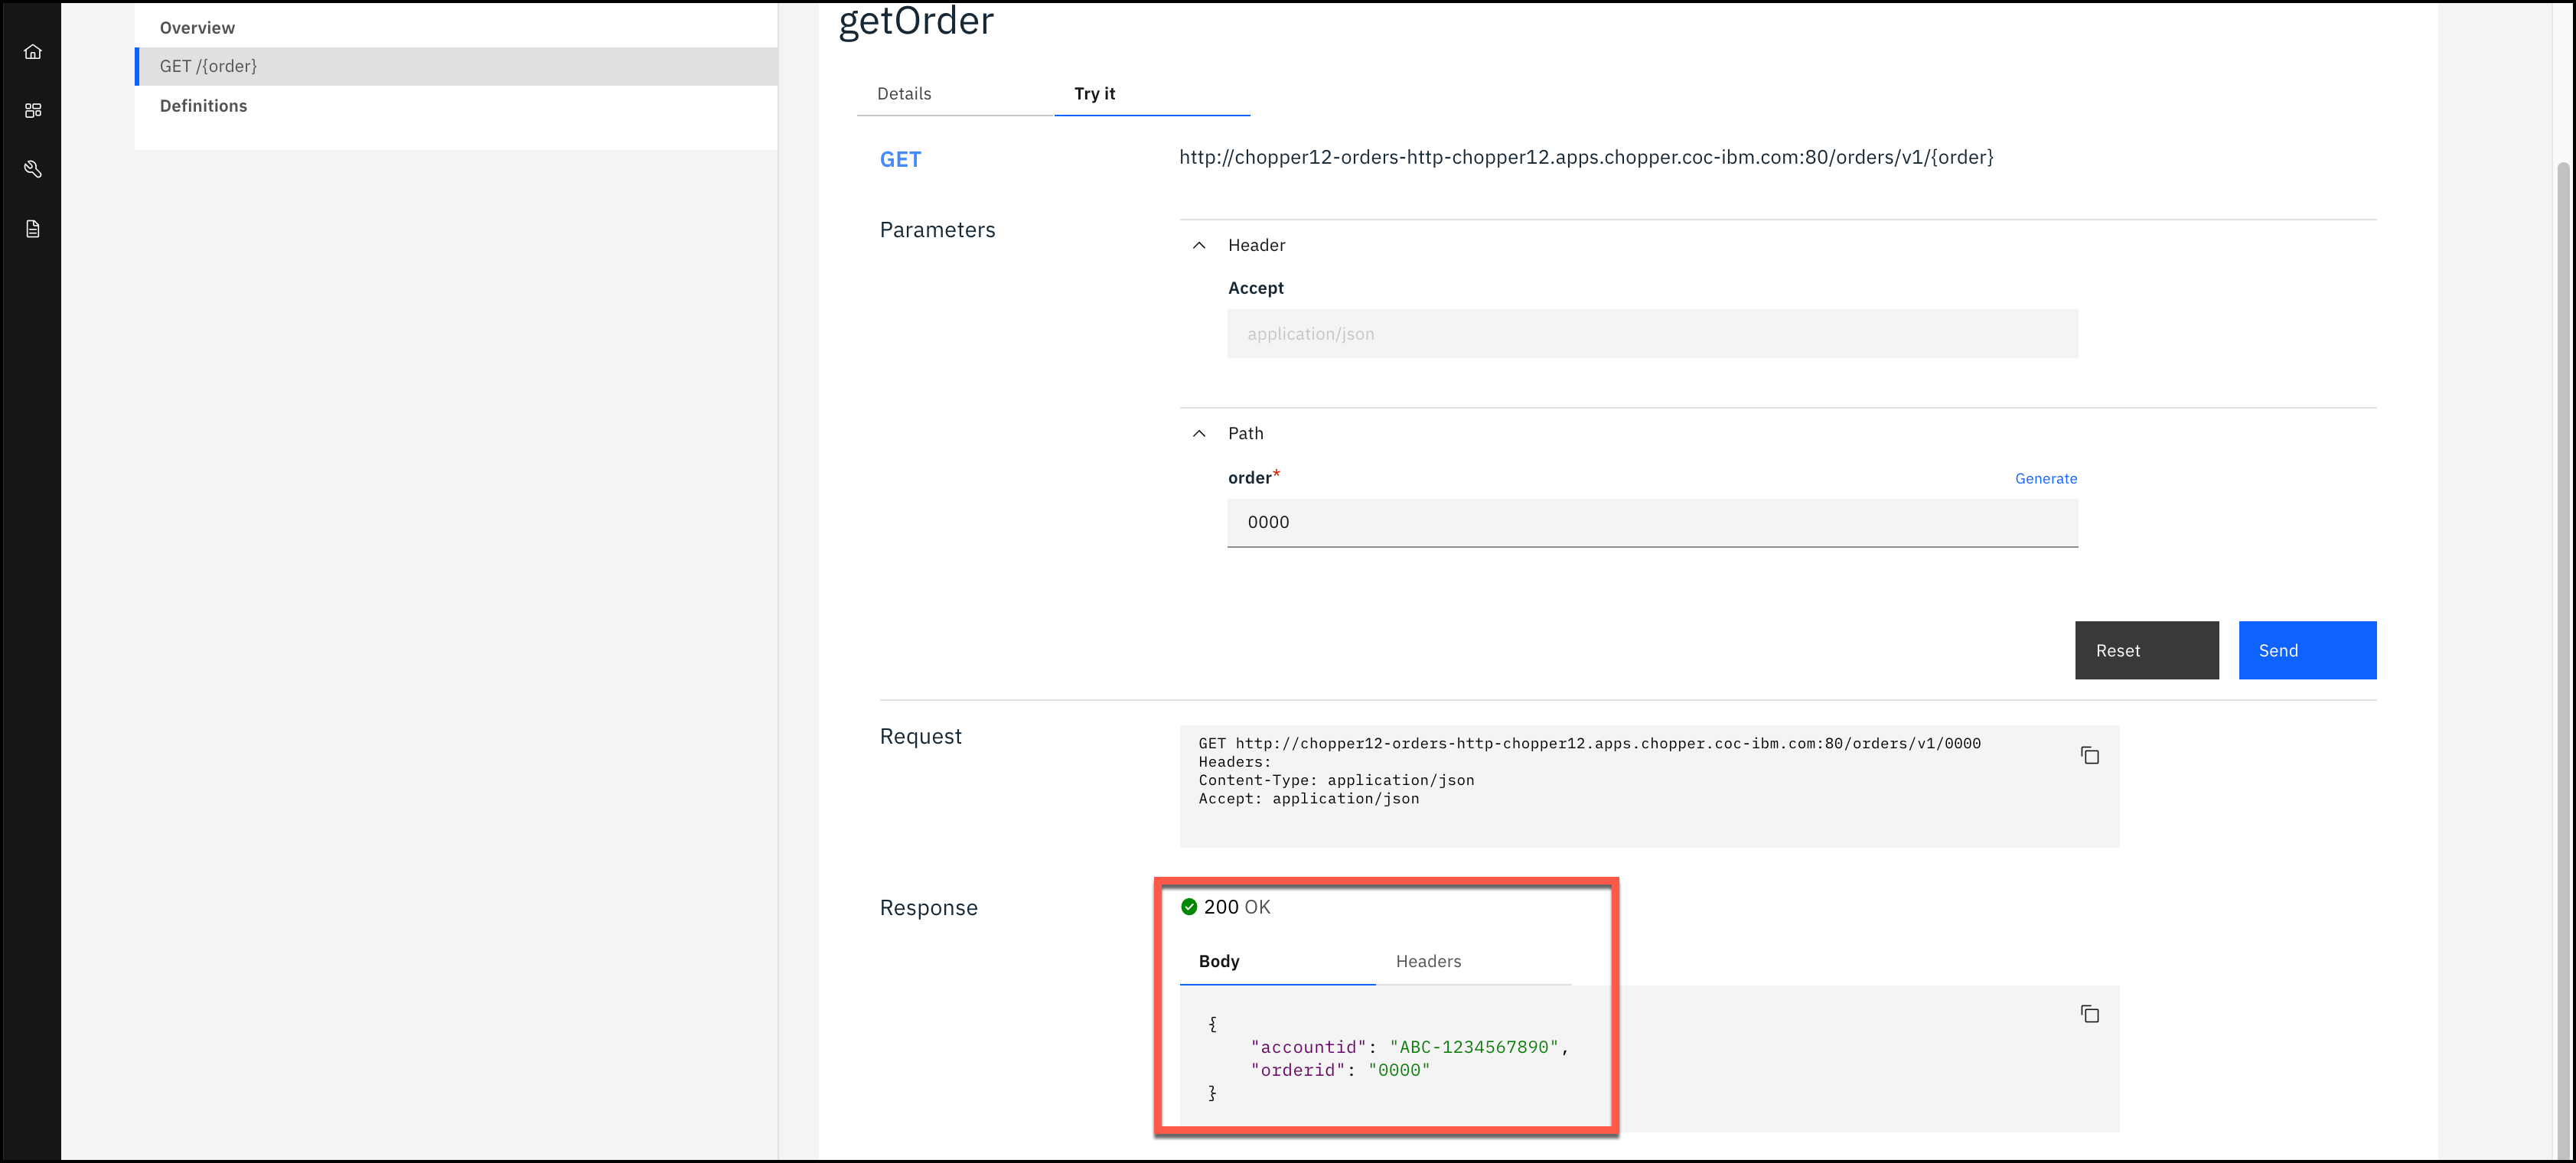 Overview
GET /{order}
Definitions
getOrder
Details
Try it
GET
http://chopper12-orders-http-chopper12.apps.chopper.coc-ibm.com:80/orders/v1/{order}
Parameters
Header
Accept
application/json
Path
order*
Generate
0000
Reset
Send
Request
GET http://chopper12-orders-http-chopper12.apps.chopper.coc-ibm.com:80/orders/v1/0000
Headers:
Content-Type: application/json
Accept: application/json
Response
200 OK
Body
Headers
{
"accountid": "ABC-1234567890",
"orderid": "0000"
}